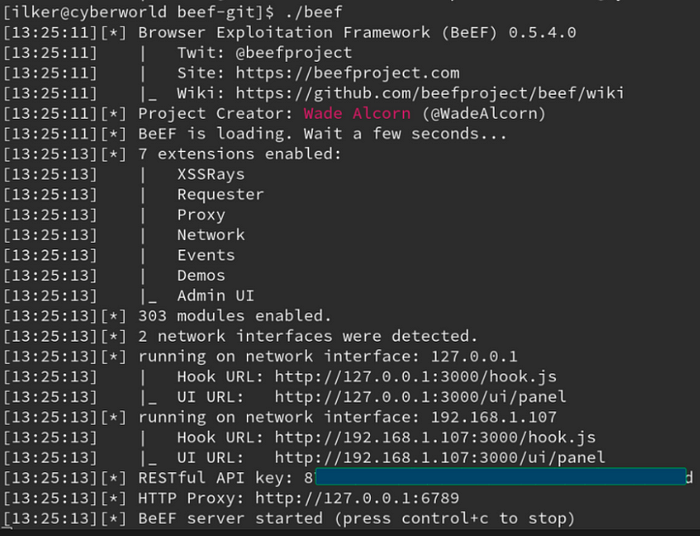 [ilker@cyberworld beef-git]$ ./beef
[13:25:11][*] Browser Exploitation Framework (BeEF) 0.5.4.0
[13:25:11]    |   Twit: @beefproject
[13:25:11]    |   Site: https://beefproject.com
[13:25:11]    |_  Wiki: https://github.com/beefproject/beef/wiki
[13:25:11][*] Project Creator: Wade Alcorn (@WadeAlcorn)
[13:25:11][*] BeEF is loading. Wait a few seconds...
[13:25:13][*] 7 extensions enabled:
[13:25:13]    |   XSSRays
[13:25:13]    |   Requester
[13:25:13]    |   Proxy
[13:25:13]    |   Network
[13:25:13]    |   Events
[13:25:13]    |   Demos
[13:25:13]    |_  Admin UI
[13:25:13][*] 303 modules enabled.
[13:25:13][*] 2 network interfaces were detected.
[13:25:13][*] running on network interface: 127.0.0.1
[13:25:13]    |   Hook URL: http://127.0.0.1:3000/hook.js
[13:25:13]    |_  UI URL:   http://127.0.0.1:3000/ui/panel
[13:25:13][*] running on network interface: 192.168.1.107
[13:25:13]    |   Hook URL: http://192.168.1.107:3000/hook.js
[13:25:13]    |_  UI URL:   http://192.168.1.107:3000/ui/panel
[13:25:13][*] RESTful API key: 8
[13:25:13][*] HTTP Proxy: http://127.0.0.1:6789
[13:25:13][*] BeEF server started (press control+c to stop)